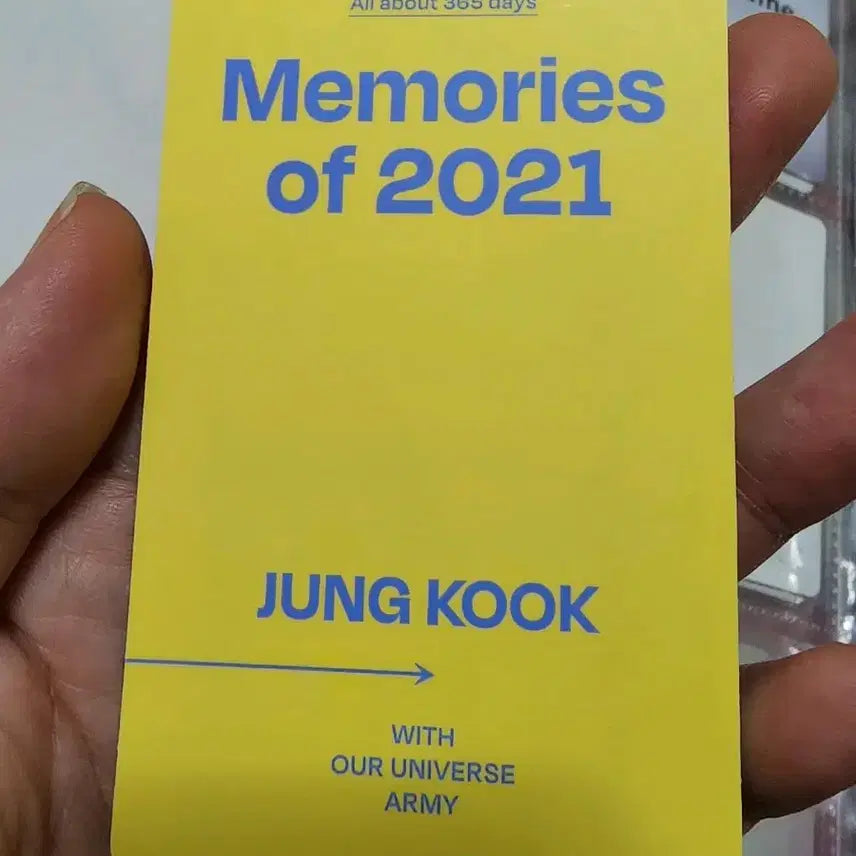 All about 365 days
Memories
of 2021
JUNG KOOK
WITH
OUR UNIVERSE
ARMY